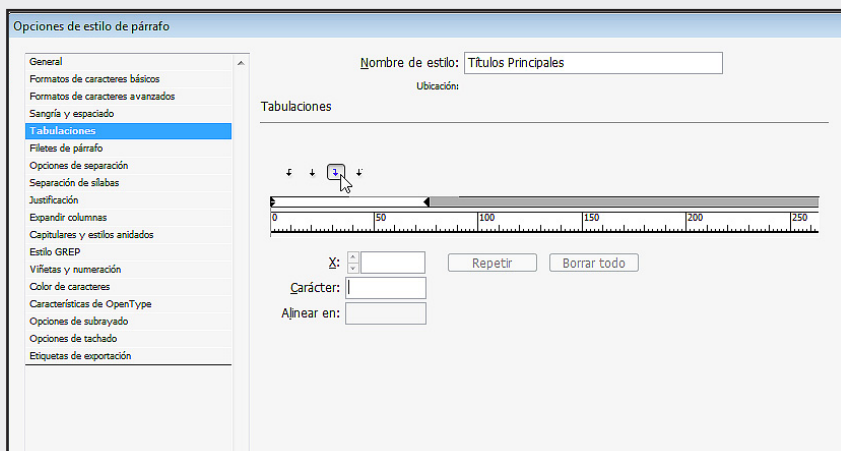 Opciones de estilo de párrafo
General
Formatos de caracteres básicos
Formatos de caracteres avanzados
Sangría y espaciado
Tabulaciones
Filetes de párrafo
Opciones de separación
Separación de sílabas
Justificación
Expandir columnas
Capitulares y estilos anidados
Estilo GREP
Viñetas y numeración
Color de caracteres
Características de OpenType
Opciones de subrayado
Opciones de tachado
Etiquetas de exportación
Nombre de estilo: Títulos Principales
Ubicación:
Tabulaciones
0 50 100 150 200 250
X: Repetir Borrar todo
Carácter:
Alinear en: